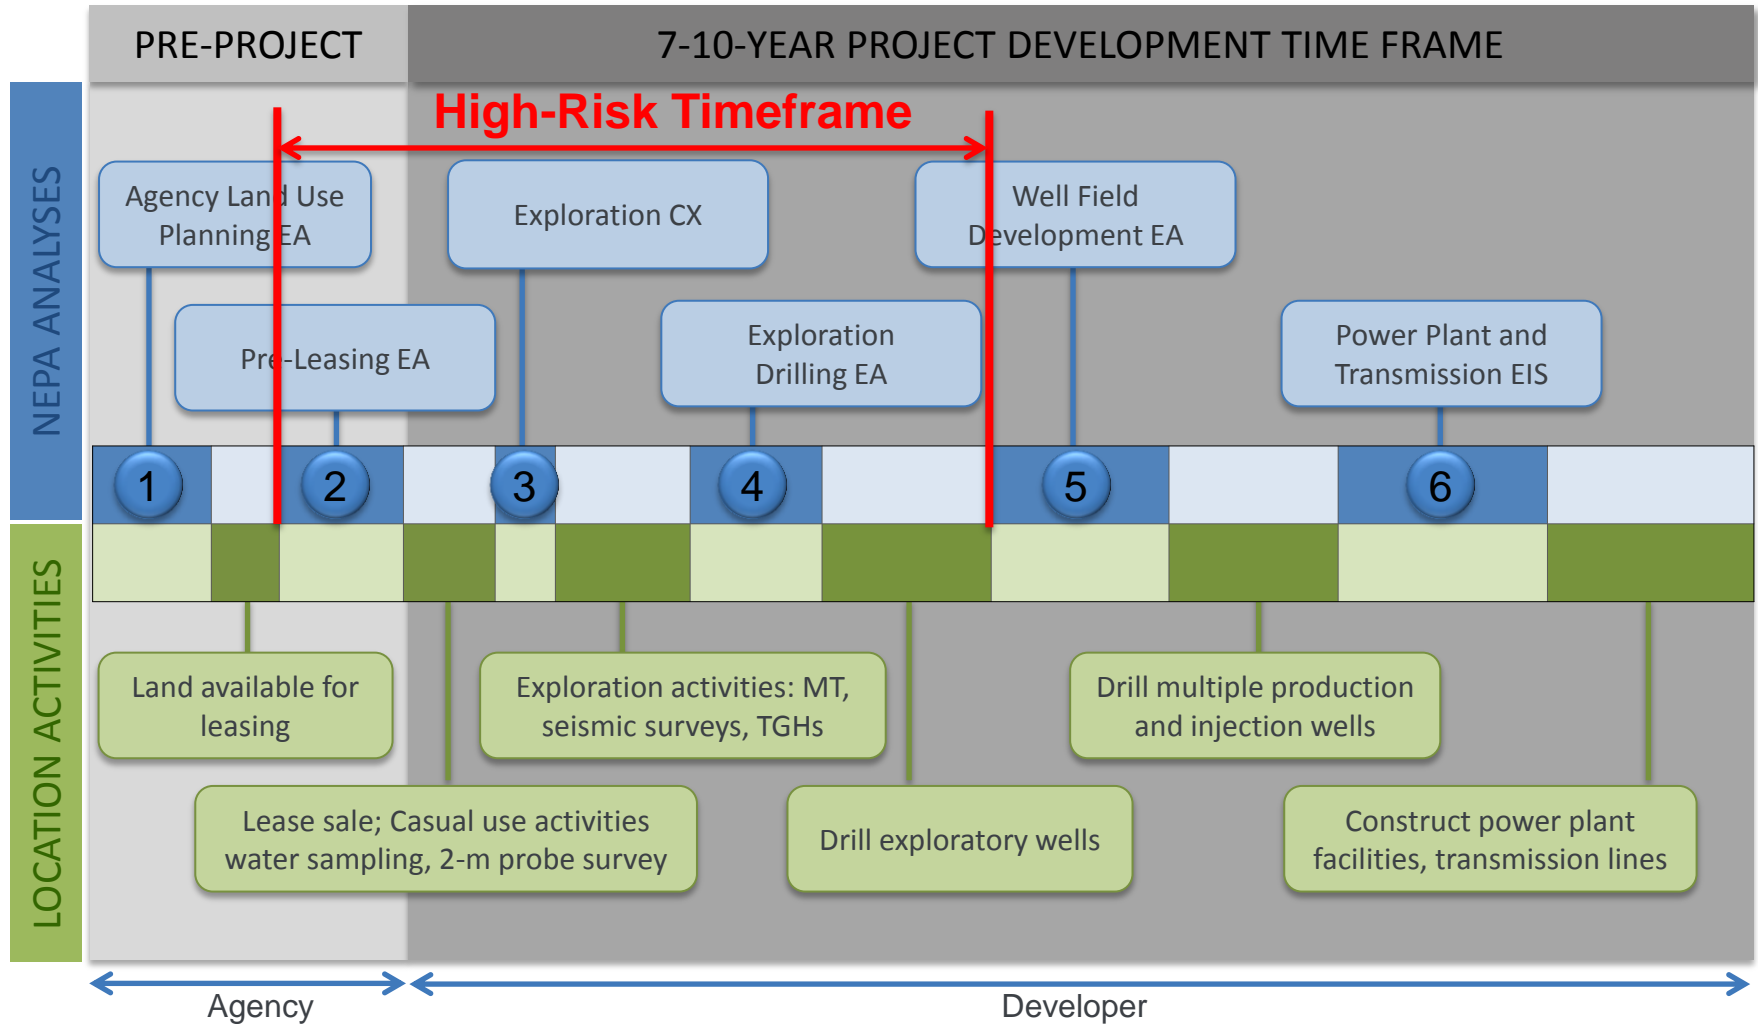 PRE-PROJECT
7-10-YEAR PROJECT DEVELOPMENT TIME FRAME
High-Risk Timeframe
NEPA ANALYSES
Agency Land Use
Planning EA
Exploration CX
Well Field
Development EA
Pre-Leasing EA
Exploration
Drilling EA
Power Plant and
Transmission EIS
1
2
3
4
5
6
LOCATION ACTIVITIES
Land available for
leasing
Exploration activities: MT,
seismic surveys, TGHs
Drill multiple production
and injection wells
Lease sale; Casual use activities
water sampling, 2-m probe survey
Drill exploratory wells
Construct power plant
facilities, transmission lines
Agency
Developer